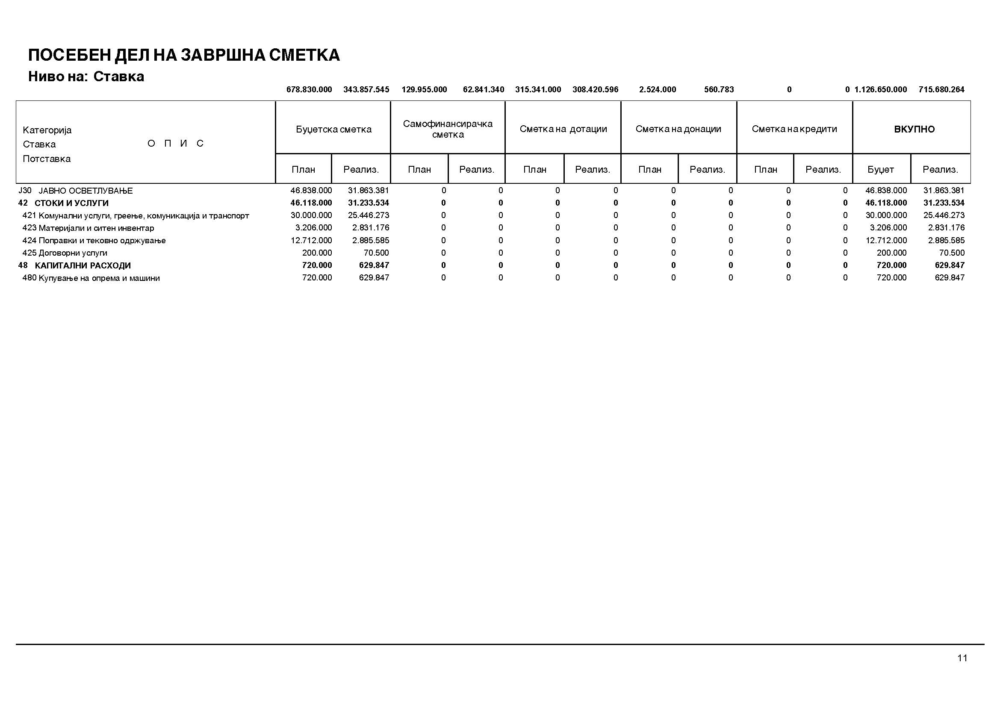 ПОСЕБЕН ДЕЛ НА ЗАВРШНА СМЕТКА
Ниво на: Ставка
678.830.000 343.857.545 129.955.000 62.841.340 315.341.000 308.420.596 2.524.000 560.783 0 0 1.126.650.000 715.680.264
Категорија
Ставка О П И С
Потставка
Буџетска сметка Самофинансирачка сметка Сметка на дотации Сметка на донации Сметка на кредити ВКУПНО
План Реализ. План Реализ. План Реализ. План Реализ. План Реализ. Буџет Реализ.
Ј30 ЈАВНО ОСВЕТЛУВАЊЕ 46.838.000 31.863.381 0 0 0 0 0 0 0 0 46.838.000 31.863.381
42 СТОКИ И УСЛУГИ 46.118.000 31.233.534 0 0 0 0 0 0 0 0 46.118.000 31.233.534
421 Комунални услуги, греење, комуникација и транспорт 30.000.000 25.446.273 0 0 0 0 0 0 0 0 30.000.000 25.446.273
423 Материјали и ситен инвентар 3.206.000 2.831.176 0 0 0 0 0 0 0 0 3.206.000 2.831.176
424 Поправки и тековно одржување 12.712.000 2.885.585 0 0 0 0 0 0 0 0 12.712.000 2.885.585
425 Договорни услуги 200.000 70.500 0 0 0 0 0 0 0 0 200.000 70.500
48 КАПИТАЛНИ РАСХОДИ 720.000 629.847 0 0 0 0 0 0 0 0 720.000 629.847
480 Купување на опрема и машини 720.000 629.847 0 0 0 0 0 0 0 0 720.000 629.847
11